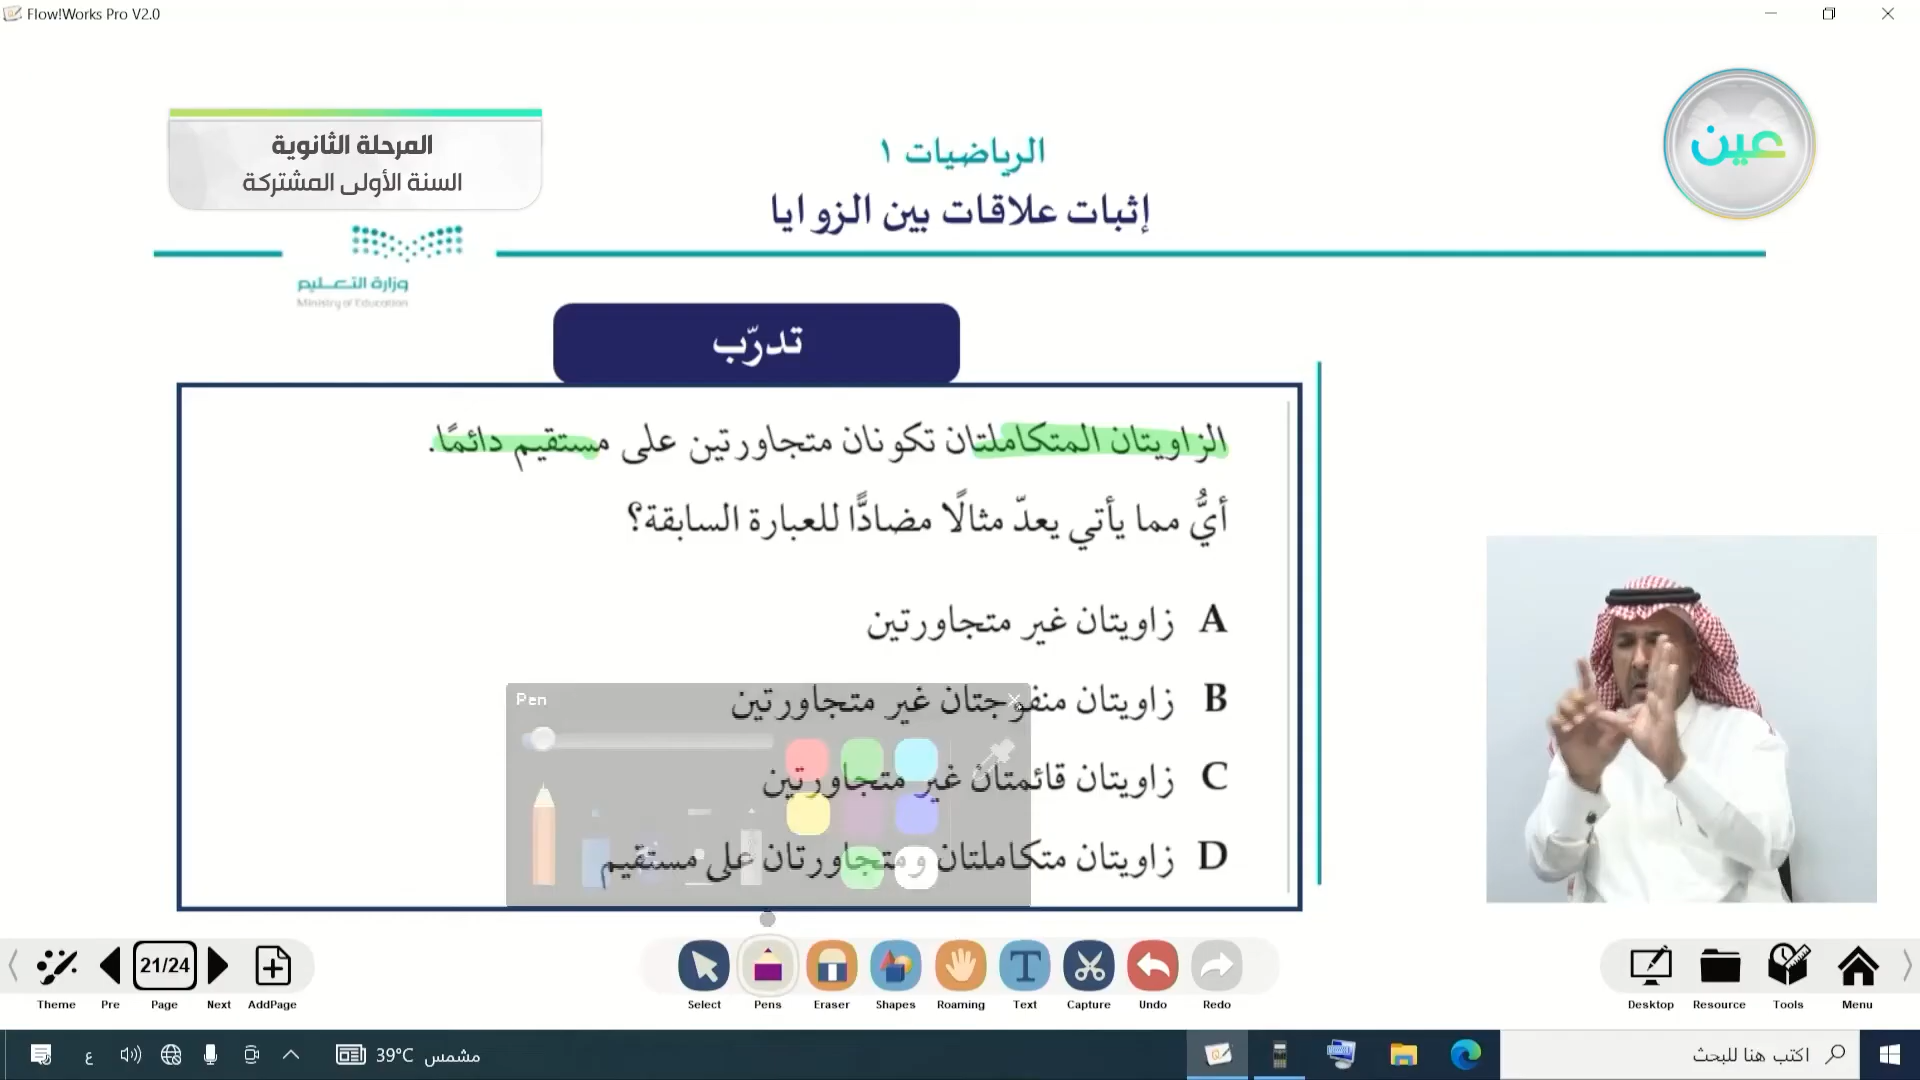 Flow!Works Pro V2.0
المرحلة الثانوية
السنة الأولى المشتركة
الرياضيات ١
إثبات علاقات بين الزوايا
عين
وزارة التعليم
Ministry of Education
تدرّب
الزاويتان المتكاملتان تكونان متجاورتين على مستقيم دائمًا.
أيُّ مما يأتي يعدّ مثالًا مضادًّا للعبارة السابقة؟
A زاويتان غير متجاورتين
B زاويتان منفوجتان غير متجاورتين
C زاويتان قائمتان غير متجاورتين
D زاويتان متكاملتان ومتجاورتان على مستقيم
Pen
21/24
Theme Pre Page Next AddPage
Select Pens Eraser Shapes Roaming Text Capture Undo Redo
Desktop Resource Tools Menu
ع
39°C مشمس
اكتب هنا للبحث